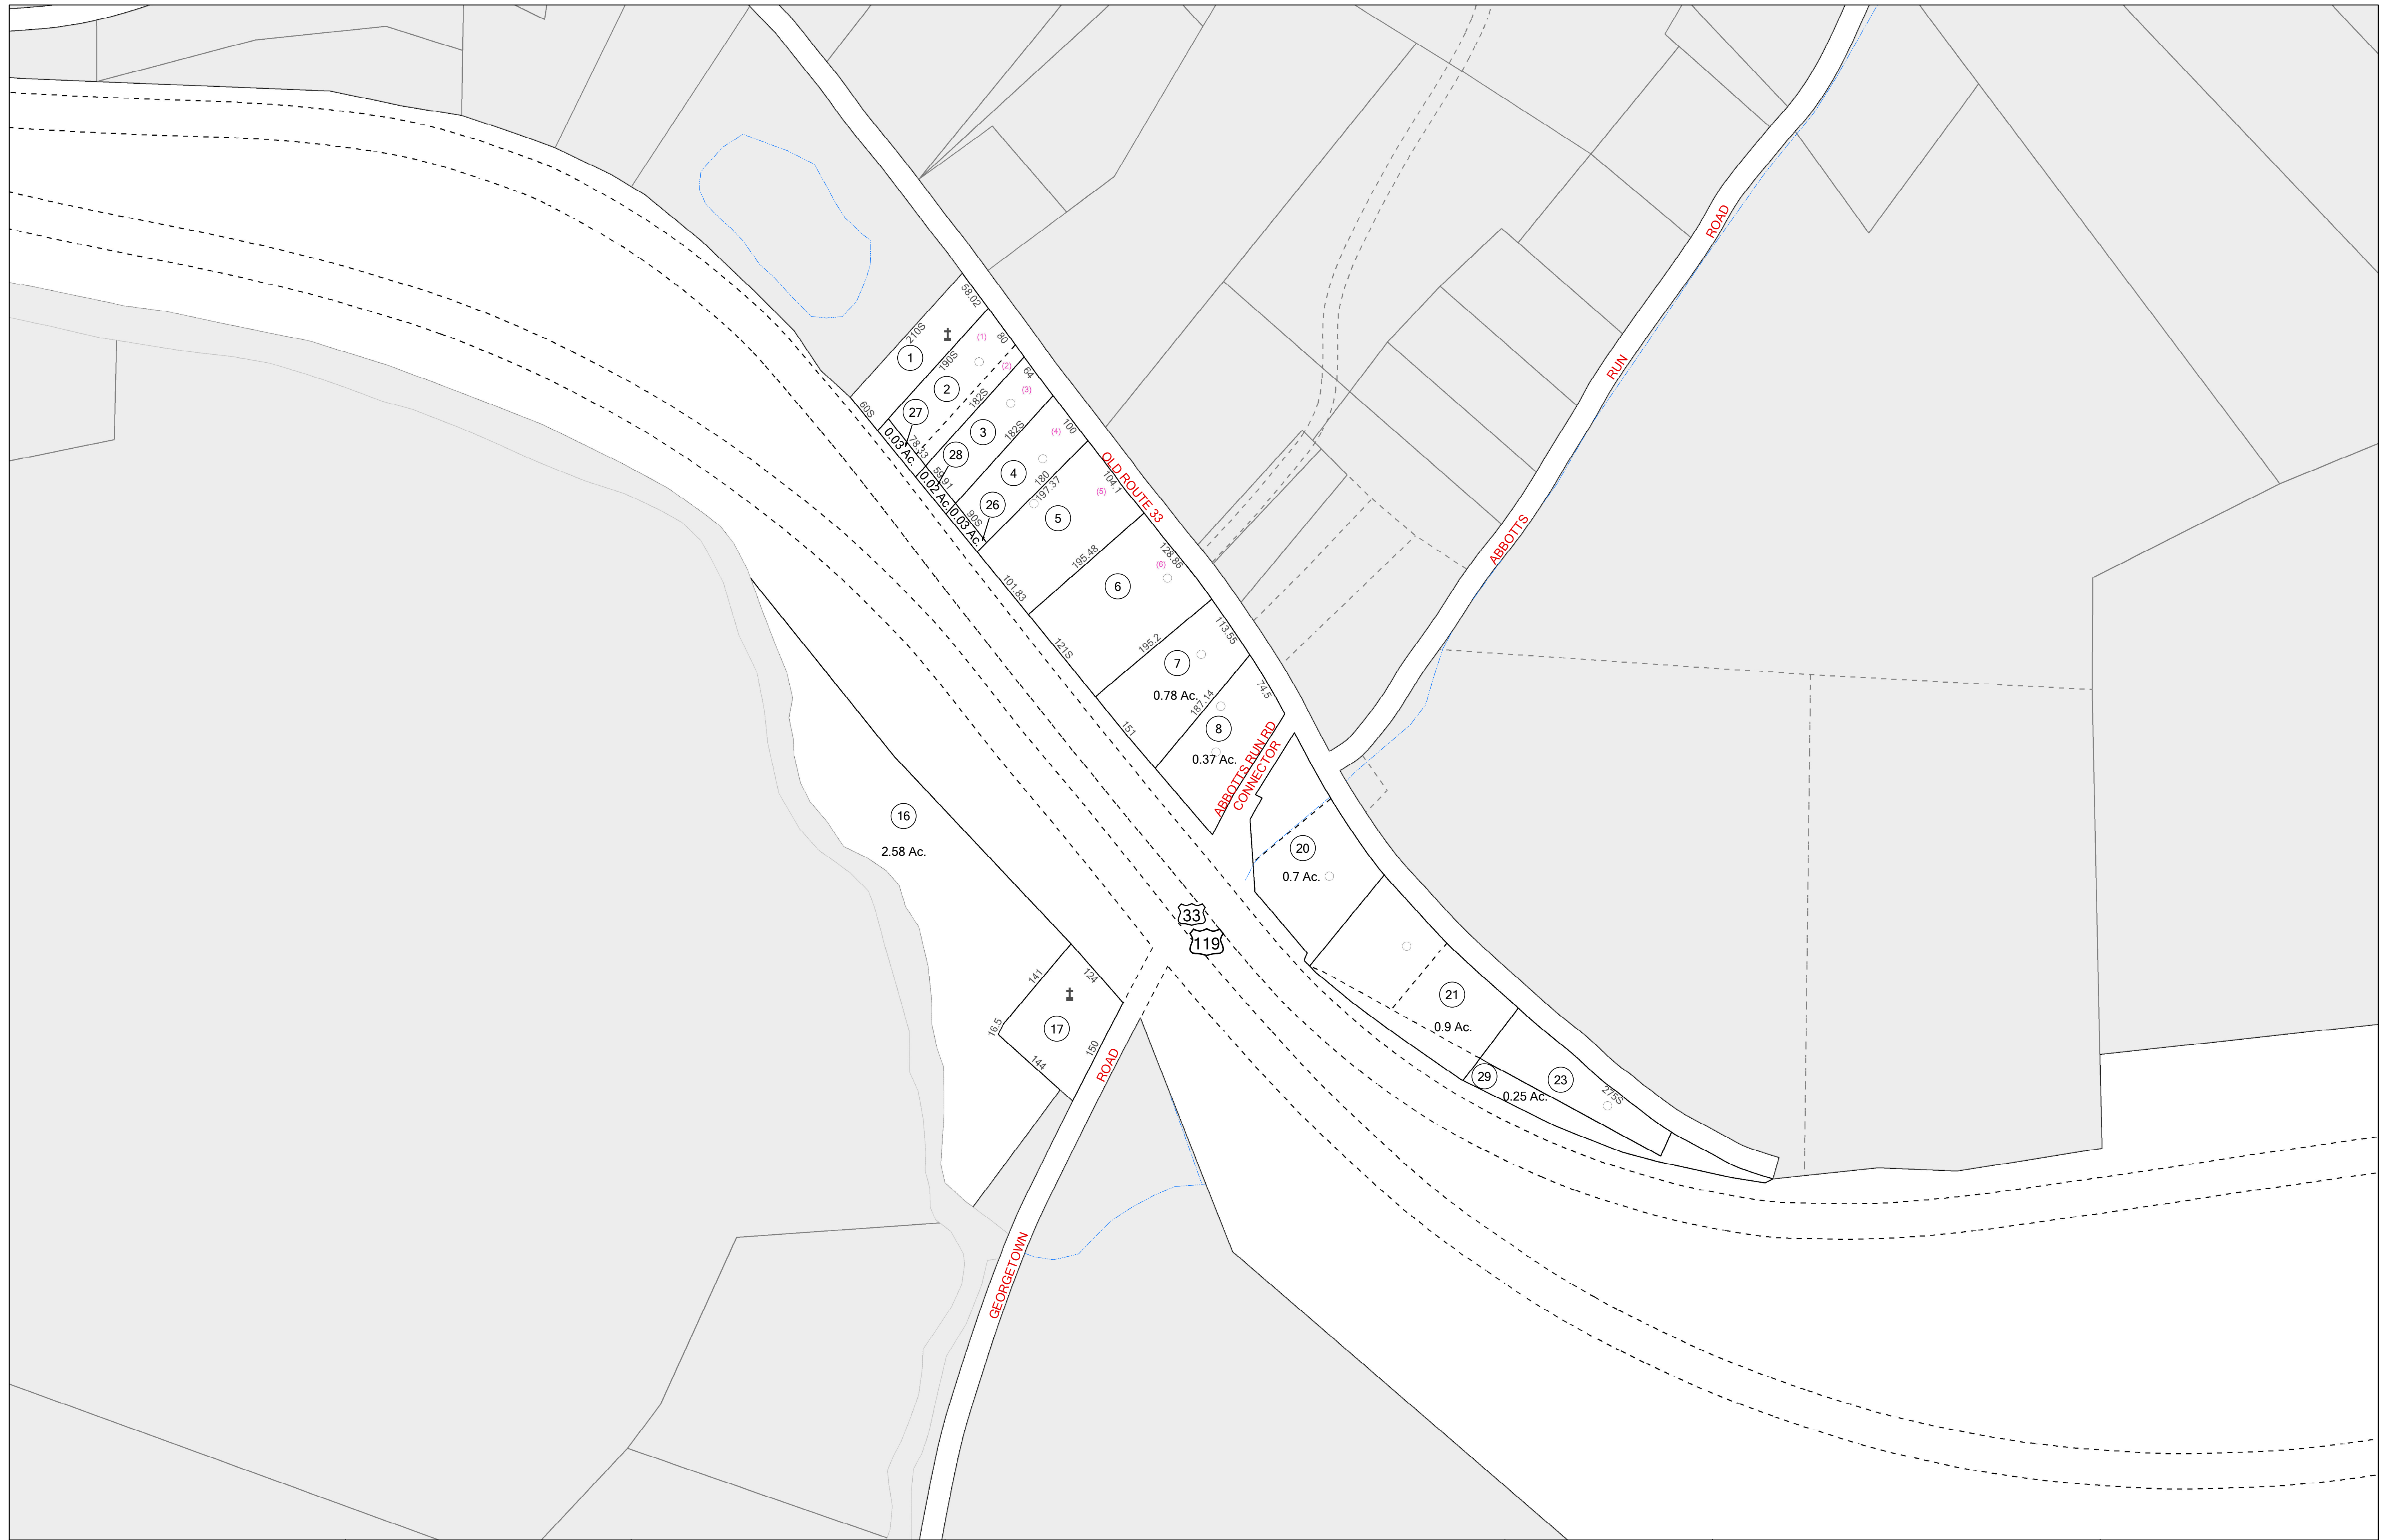 ROAD
RUN
ABBOTTS
OLD ROUTE 33
58.02
210S
1
(1)
80
190S
2
(2)
64
60S
27
182S
(3)
78.33
0.03 Ac.
3
182S
100
(4)
28
59.91
0.02 Ac.
4
180
197.37
104.1
(5)
26
90S
0.03 Ac.
5
195.48
128.86
(6)
6
101.83
121S
195.2
113.55
7
0.78 Ac.
187.14
74.5
151
8
0.37 Ac.
ABBOTTS RUN RD
CONNECTOR
16
2.58 Ac.
20
0.7 Ac.
33
119
141
124
16.5
17
144
150
21
0.9 Ac.
29
23
0.25 Ac.
275S
ROAD
GEORGETOWN